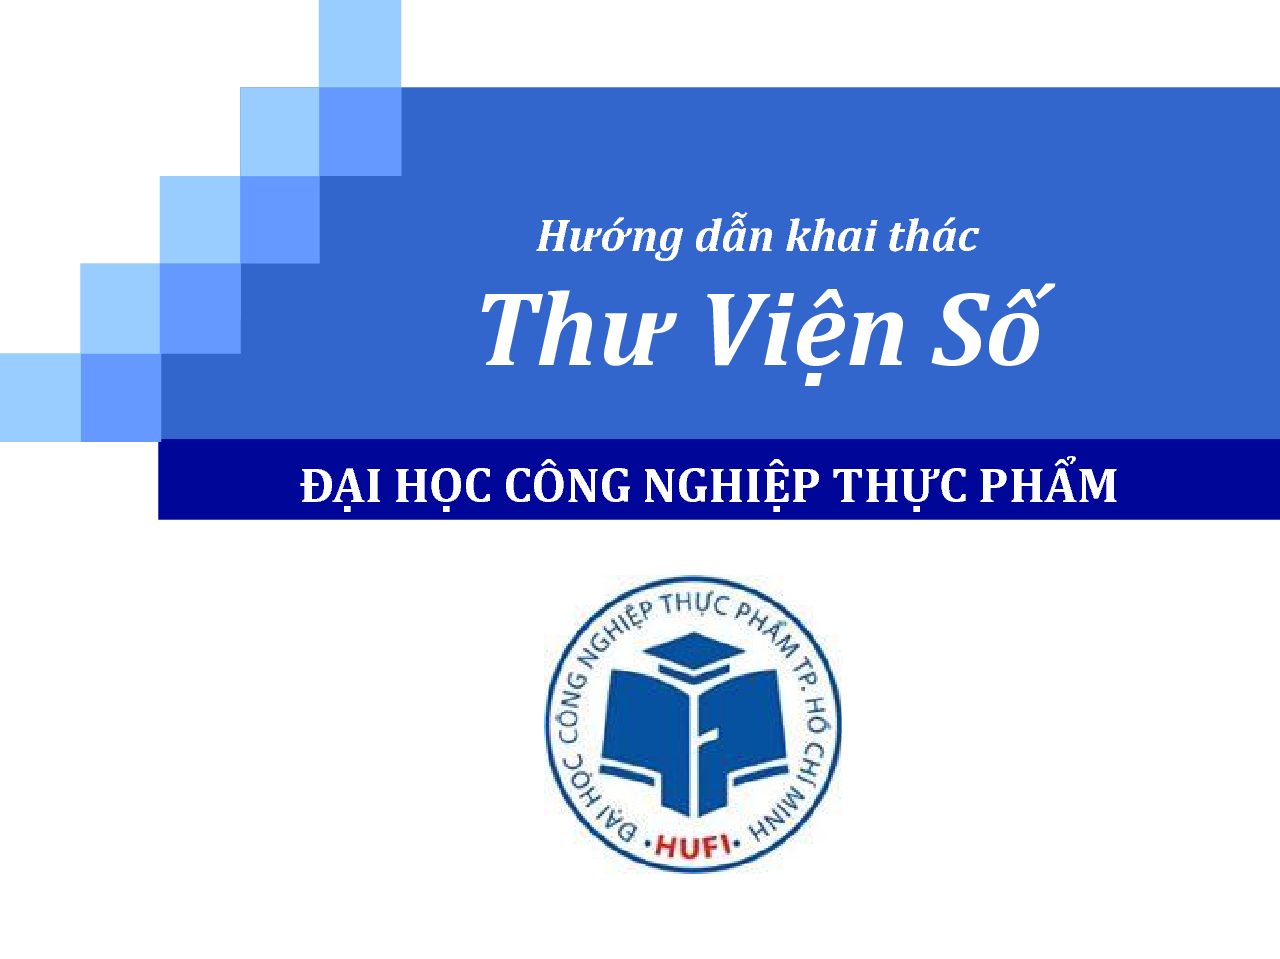 Hướng dẫn khai thác
Thư Viện Số
ĐẠI HỌC CÔNG NGHIỆP THỰC PHẨM
ĐẠI HỌC CÔNG NGHIỆP THỰC PHẨM TP. HỒ CHÍ MINH
• HUFI •